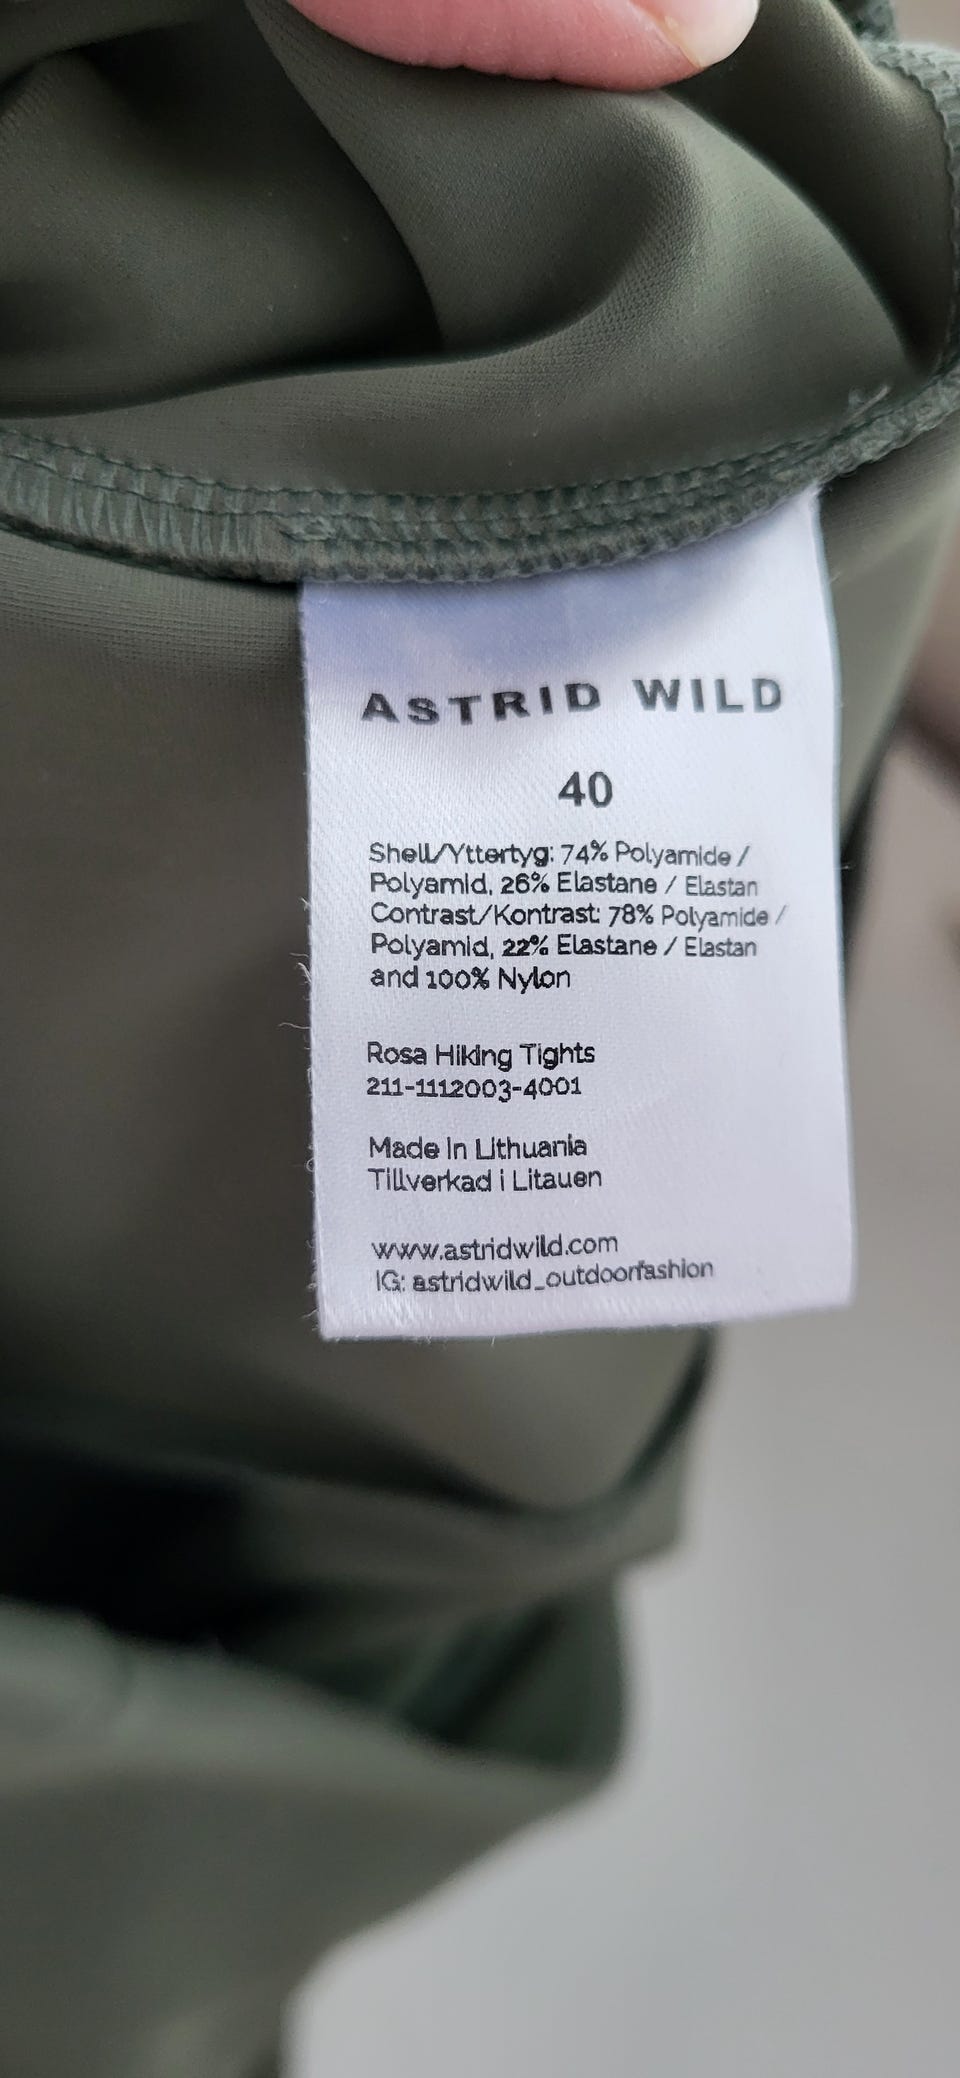 ASTRID WILD
40
Shell/Yttertyg: 74% Polyamide /
Polyamid, 26% Elastane / Elastan
Contrast/Kontrast: 78% Polyamide /
Polyamid, 22% Elastane / Elastan
and 100% Nylon
Rosa Hiking Tights
211-1112003-4001
Made in Lithuania
Tillverkad i Litauen
www.astridwild.com
IG: astridwild_outdoorfashion